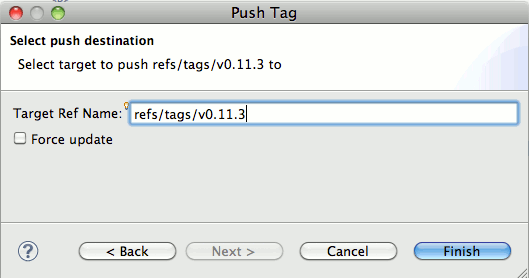 Push Tag
Select push destination
Select target to push refs/tags/v0.11.3 to
Target Ref Name: refs/tags/v0.11.3
Force update
? < Back Next > Cancel Finish